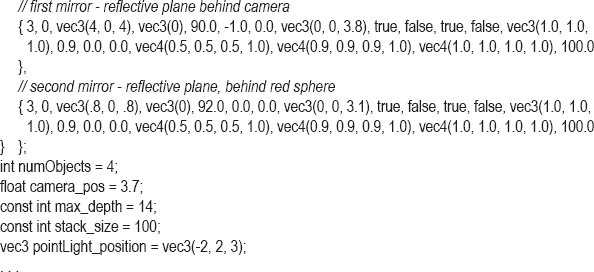 // first mirror - reflective plane behind camera
{ 3, 0, vec3(4, 0, 4), vec3(0), 90.0, -1.0, 0.0, vec3(0, 0, 3.8), true, false, true, false, vec3(1.0, 1.0,
1.0), 0.9, 0.0, 0.0, vec4(0.5, 0.5, 0.5, 1.0), vec4(0.9, 0.9, 0.9, 1.0), vec4(1.0, 1.0, 1.0, 1.0), 100.0
},
// second mirror - reflective plane, behind red sphere
{ 3, 0, vec3(.8, 0, .8), vec3(0), 92.0, 0.0, 0.0, vec3(0, 0, 3.1), true, false, true, false, vec3(1.0, 1.0,
1.0), 0.9, 0.0, 0.0, vec4(0.5, 0.5, 0.5, 1.0), vec4(0.9, 0.9, 0.9, 1.0), vec4(1.0, 1.0, 1.0, 1.0), 100.0
} };
int numObjects = 4;
float camera_pos = 3.7;
const int max_depth = 14;
const int stack_size = 100;
vec3 pointLight_position = vec3(-2, 2, 3);
. . .